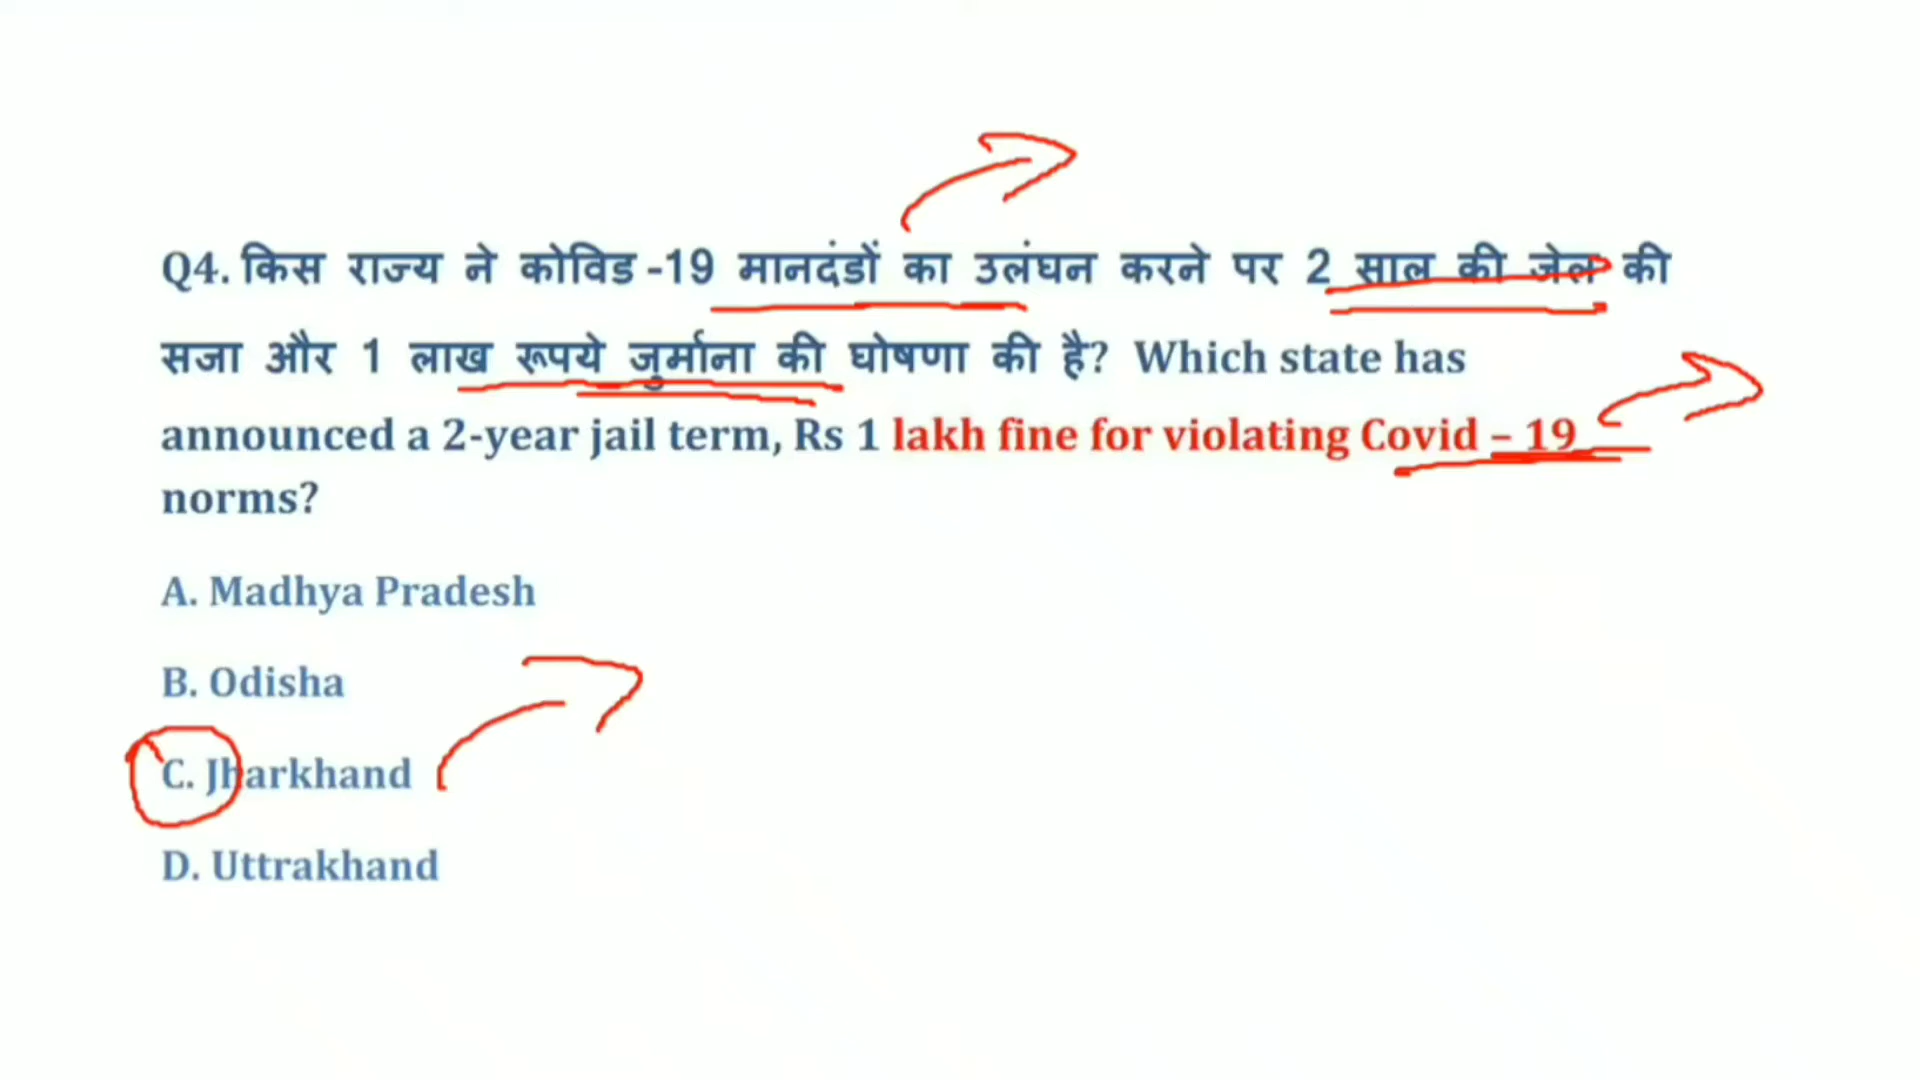 Q4. किस राज्य ने कोविड -19 मानदंडों का उलंघन करने पर 2 साल की जेल की
सजा और 1 लाख रूपये जुर्माना की घोषणा की है? Which state has
announced a 2-year jail term, Rs 1 lakh fine for violating Covid – 19
norms?
A. Madhya Pradesh
B. Odisha
C. Jharkhand
D. Uttrakhand